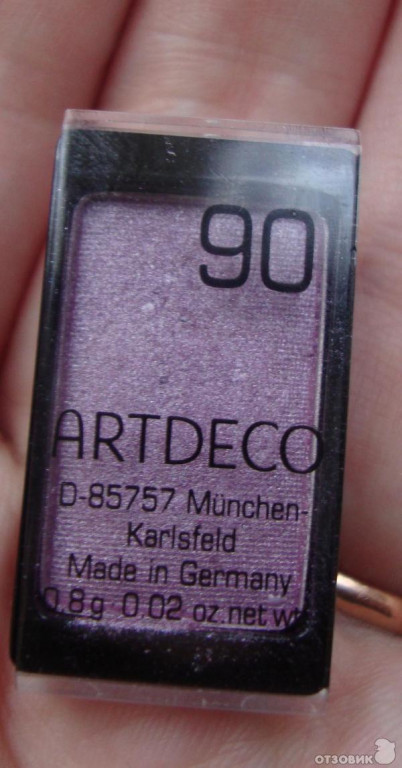 90
ARTDECO
D-85757 München-
Karlsfeld
Made in Germany
0.8g 0.02 oz.net wt
отзовик